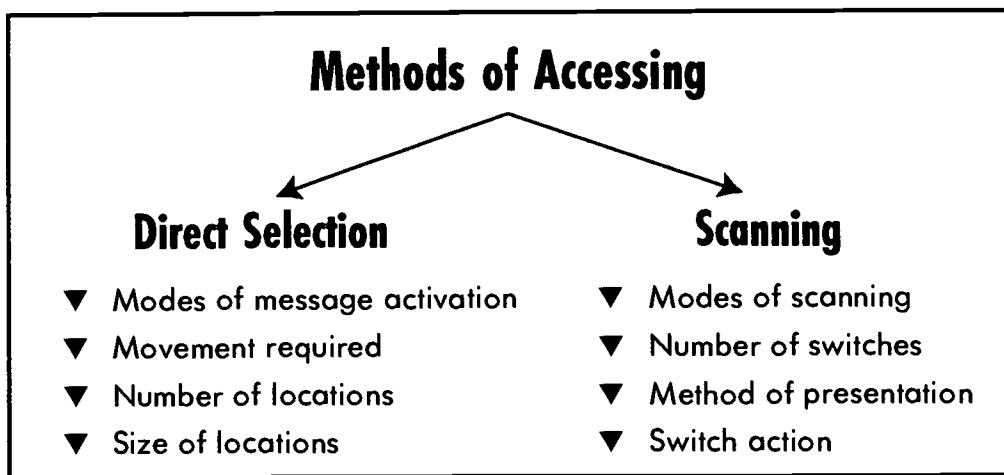 Methods of Accessing
Direct Selection
▼ Modes of message activation
▼ Movement required
▼ Number of locations
▼ Size of locations
Scanning
▼ Modes of scanning
▼ Number of switches
▼ Method of presentation
▼ Switch action